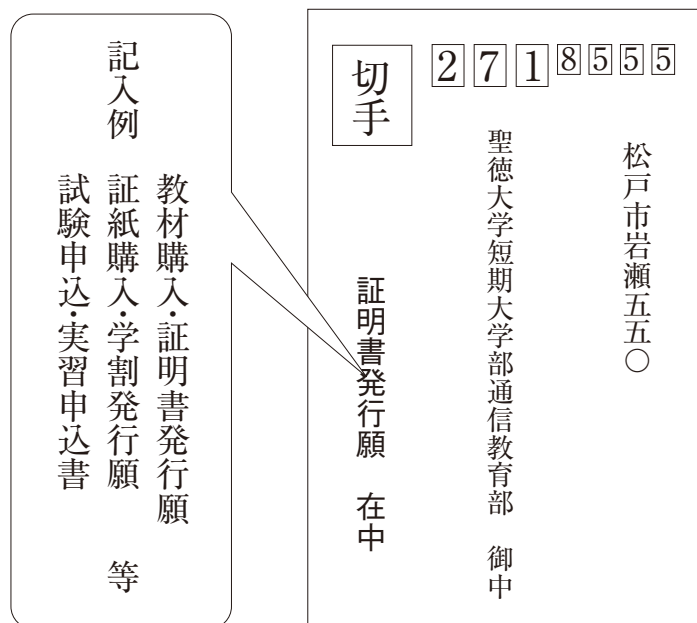 切手
2718555
松戸市岩瀬五五〇
聖徳大学短期大学部通信教育部 御中
証明書発行願 在中
記入例
教材購入・証明書発行願
証紙購入・学割発行願 等
試験申込・実習申込書